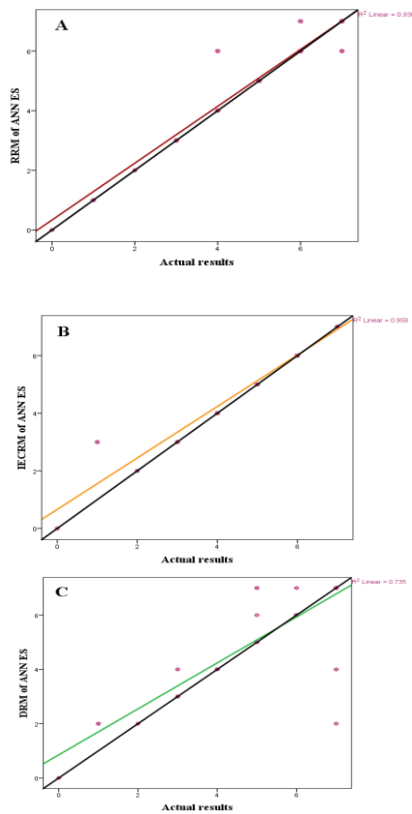 A
R² Linear = 0.936
RRM of ANN ES
6
4
2
0
0 2 4 6
Actual results
B
R² Linear = 0.958
IECRM of ANN ES
6
4
2
0
0 2 4 6
Actual results
C
R² Linear = 0.735
DRM of ANN ES
6
4
2
0
0 2 4 6
Actual results